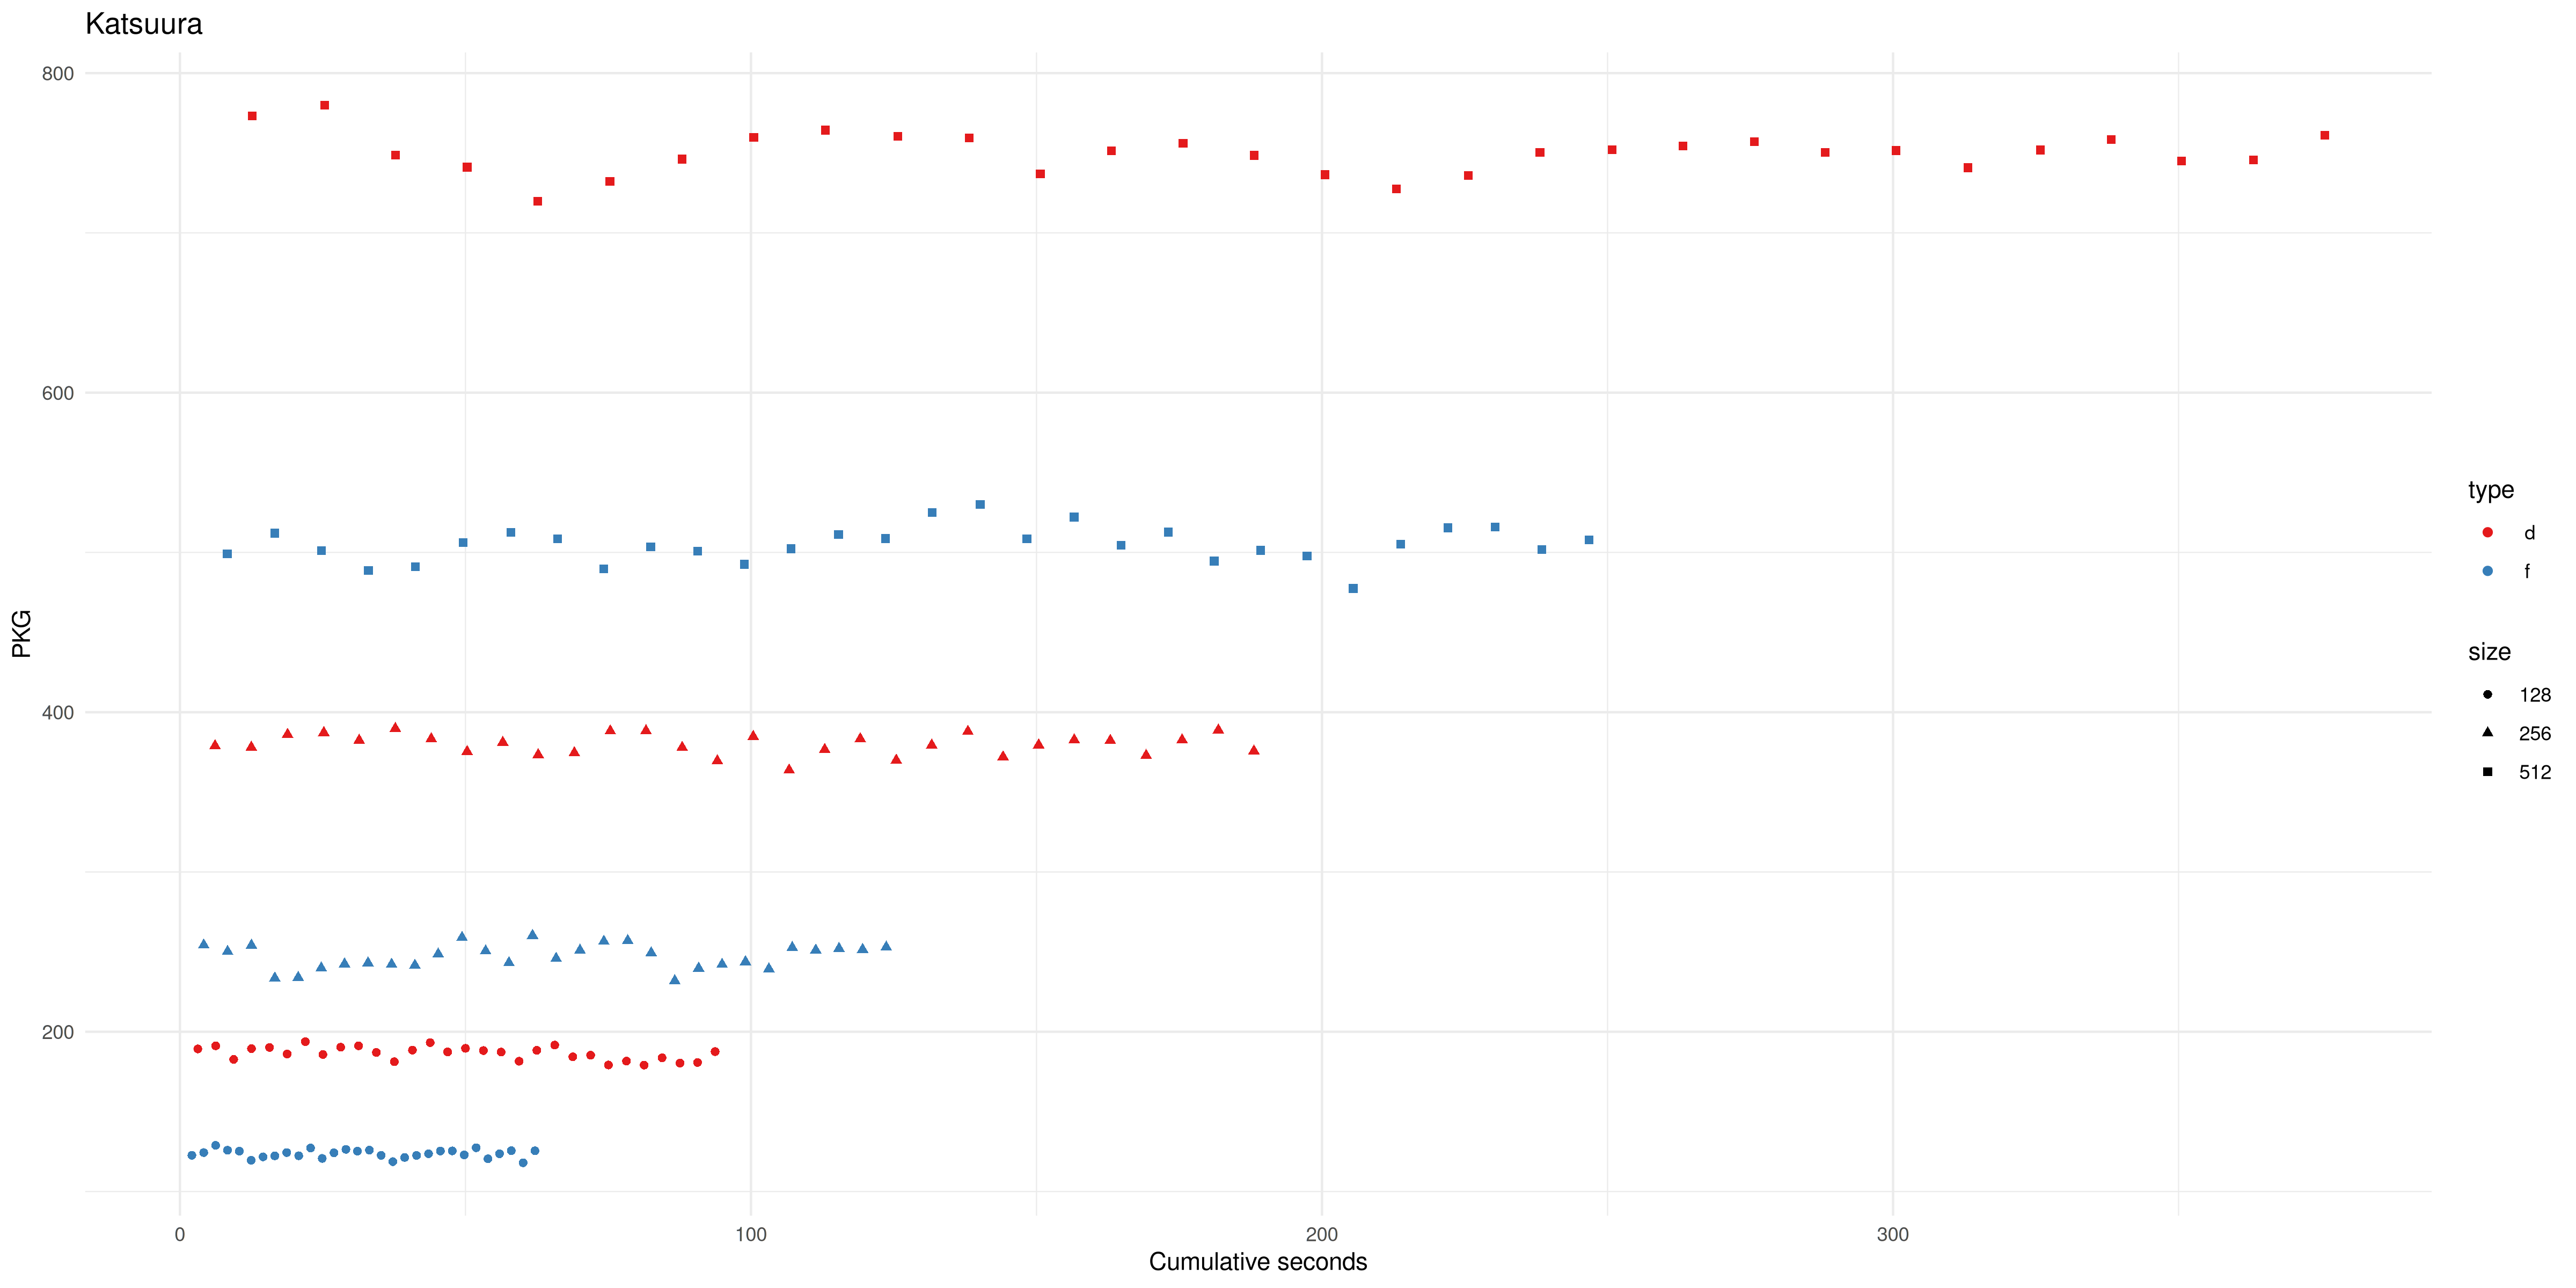 Katsuura
800
600
400
200
PKG
0 100 200 300
Cumulative seconds
type
d
f
size
128
256
512